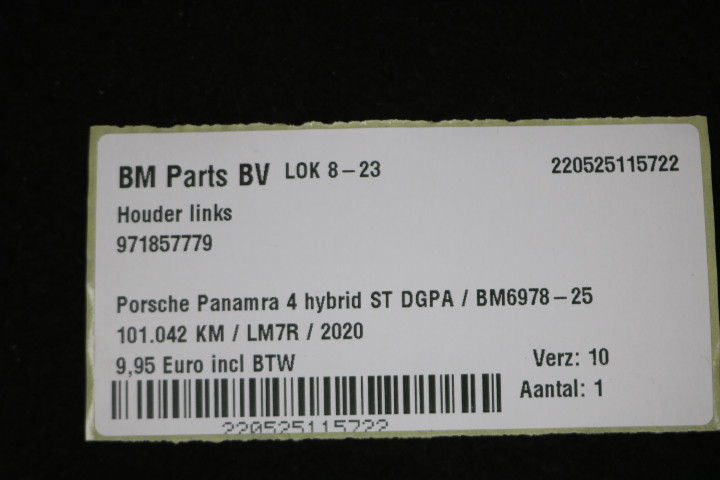 BM Parts BV LOK 8-23 220525115722
Houder links
971857779
Porsche Panamra 4 hybrid ST DGPA / BM6978-25
101.042 KM / LM7R / 2020
9,95 Euro incl BTW Verz: 10
Aantal: 1
220525115722